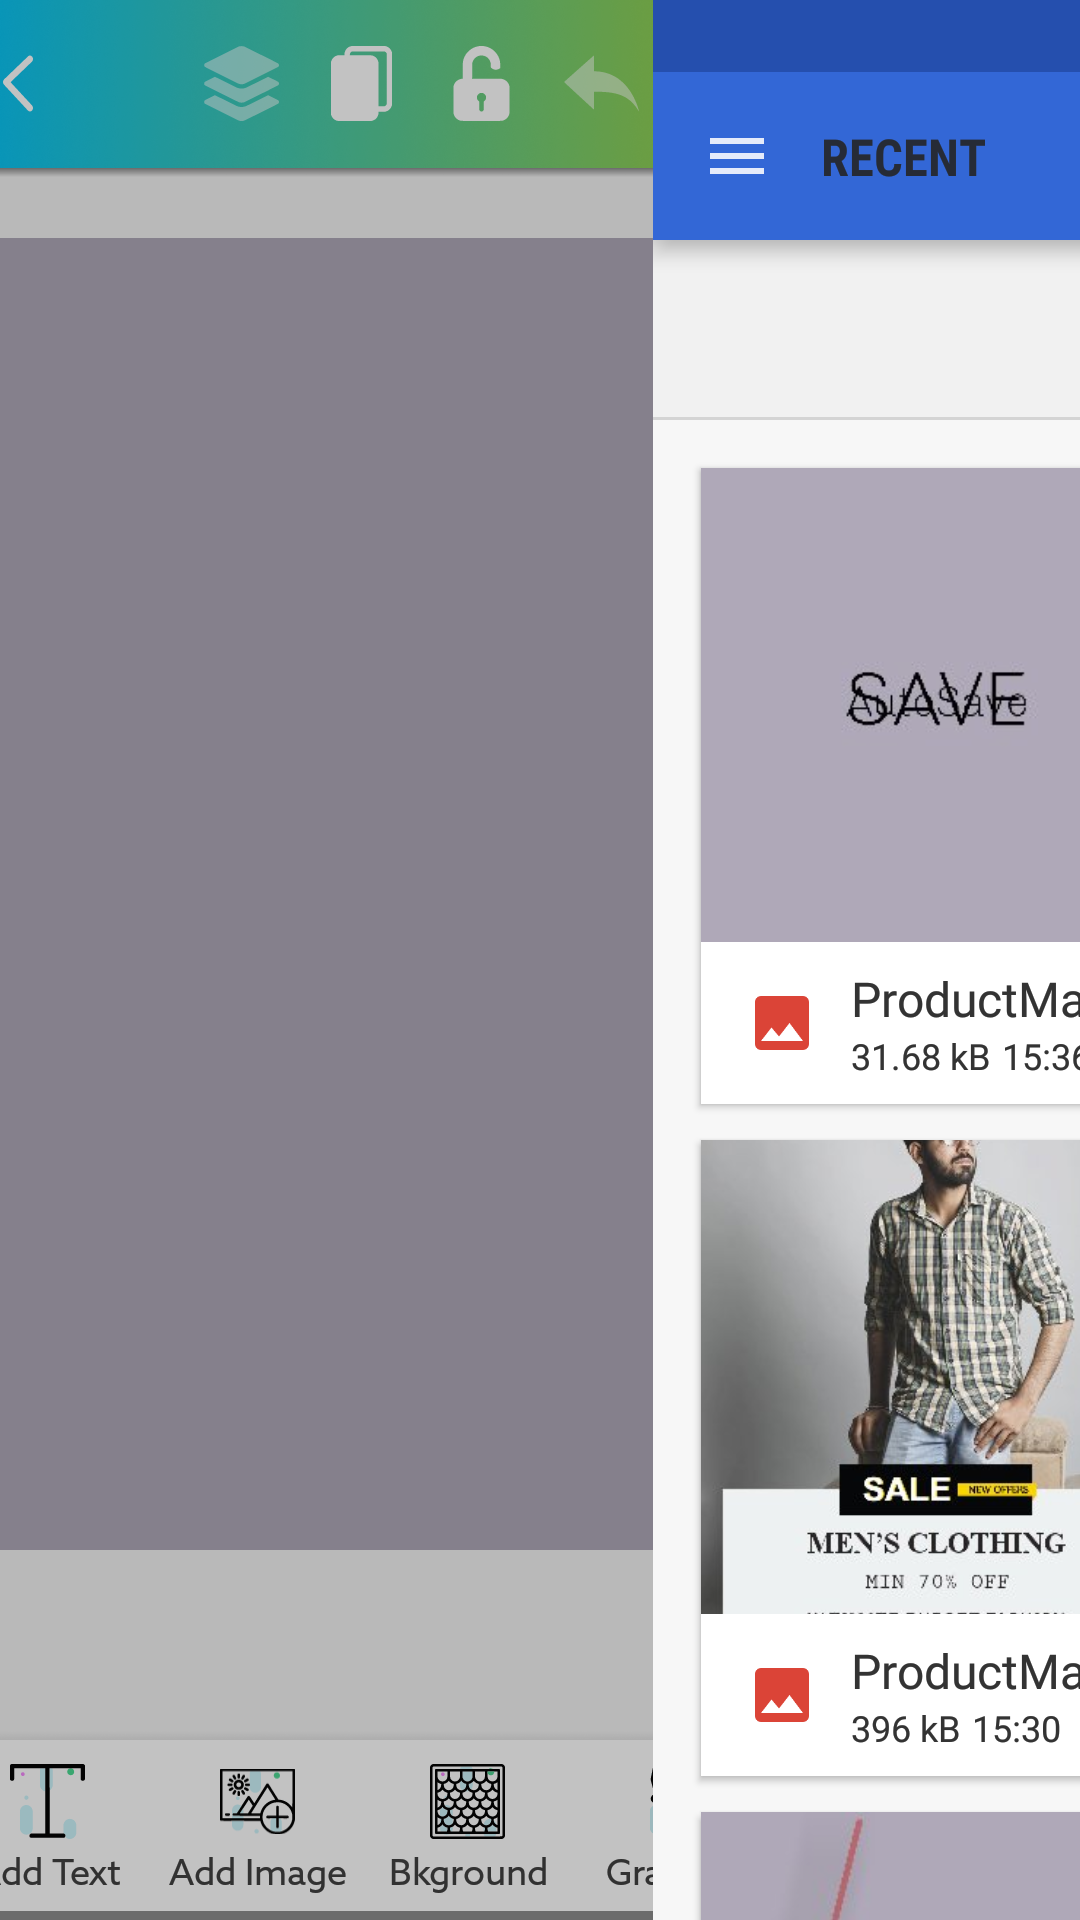 RECENT
SAVE
AutoSave
ProductMa
31.68 kB 15:36
SALE NEW OFFERS
MEN'S CLOTHING
MIN 70% OFF
ProductMa
396 kB 15:30
dd Text
Add Image
Bkground
Gra